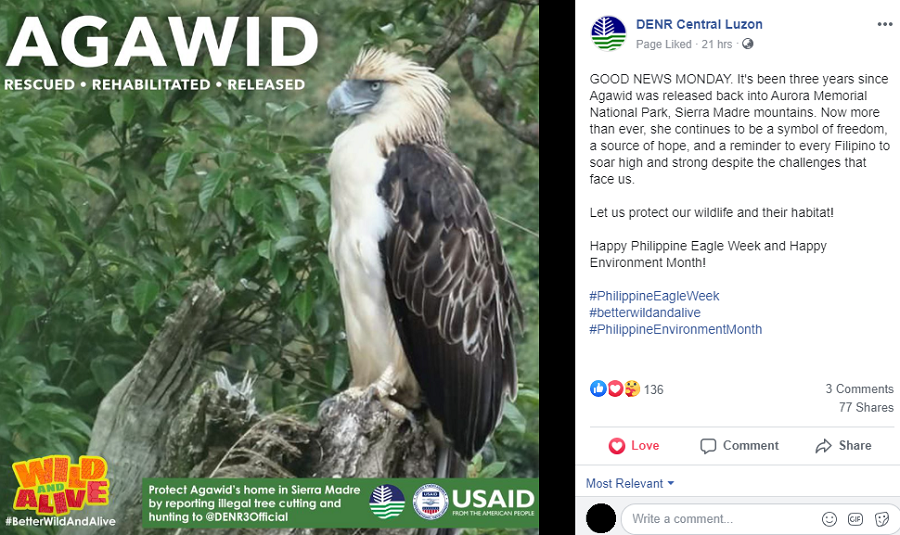 AGAWID
RESCUED • REHABILITATED • RELEASED
WILD
AND
ALIVE
#BetterWildAndAlive
Protect Agawid's home in Sierra Madre
by reporting illegal tree cutting and
hunting to @DENR3Official
USAID
USAID
FROM THE AMERICAN PEOPLE
DENR Central Luzon
Page Liked · 21 hrs ·
GOOD NEWS MONDAY. It's been three years since
Agawid was released back into Aurora Memorial
National Park, Sierra Madre mountains. Now more
than ever, she continues to be a symbol of freedom,
a source of hope, and a reminder to every Filipino to
soar high and strong despite the challenges that
face us.
Let us protect our wildlife and their habitat!
Happy Philippine Eagle Week and Happy
Environment Month!
#PhilippineEagleWeek
#betterwildandalive
#PhilippineEnvironmentMonth
136
3 Comments
77 Shares
Love
Comment
Share
Most Relevant
Write a comment...
GIF